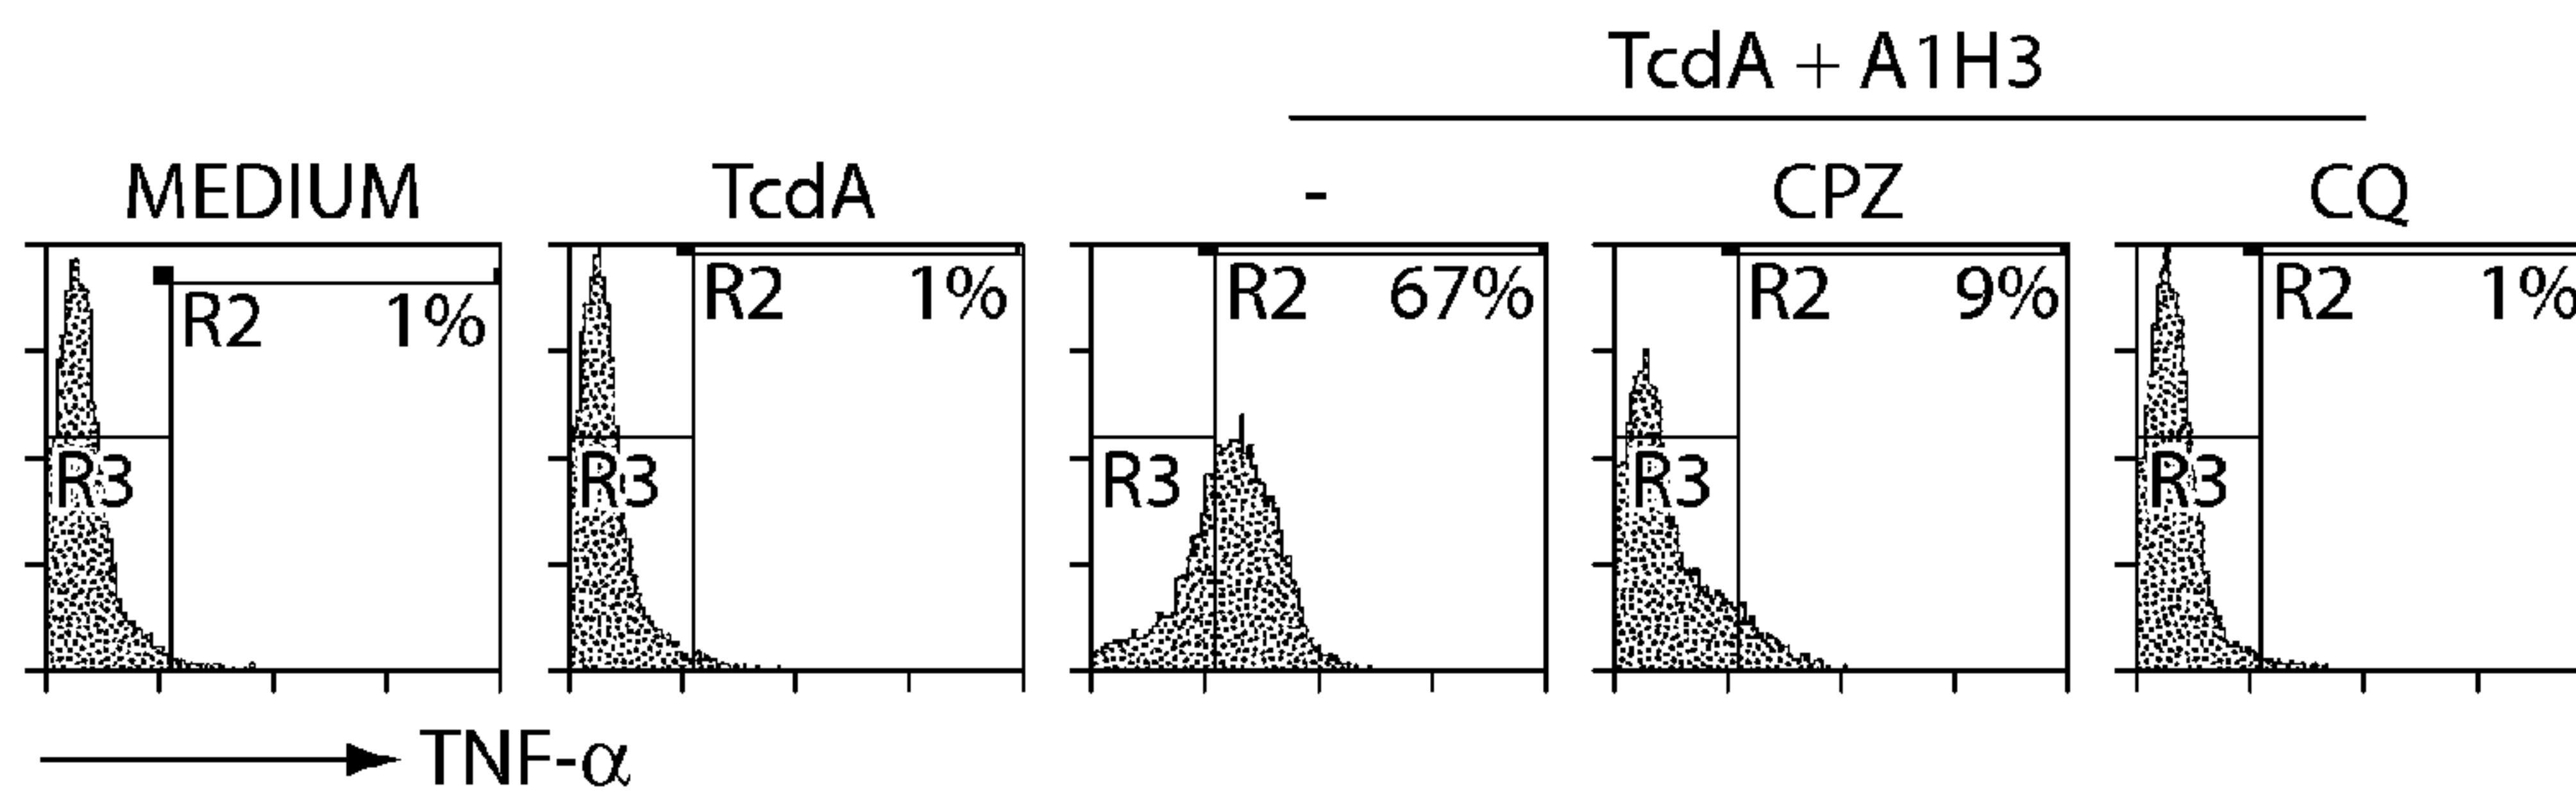 TcdA + A1H3
MEDIUM TcdA - CPZ CQ
R2 1% R2 1% R2 67% R2 9% R2 1%
R3 R3 R3 R3 R3
TNF-α